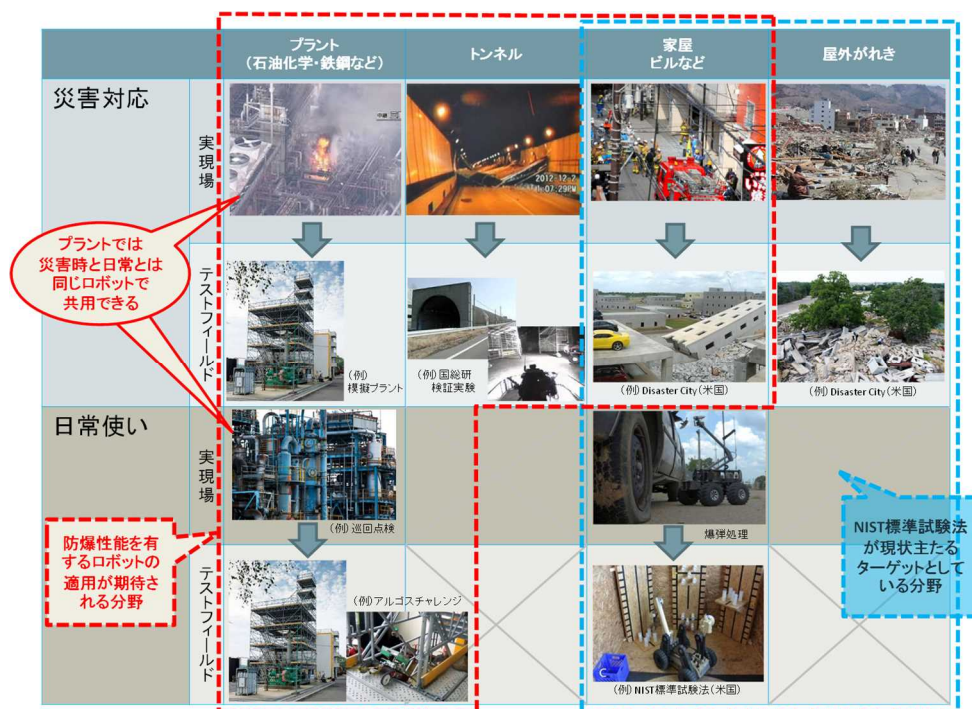 プラント
(石油化学・鉄鋼など)
トンネル
家屋
ビルなど
屋外がれき
災害対応
実現場
中継
2012.12.2
07.29PM
プラントでは
災害時と日常とは
同じロボットで
共用できる
テストフィールド
(例)
模擬プラント
(例) 国総研
検証実験
(例) Disaster City(米国)
(例) Disaster City(米国)
日常使い
実現場
(例) 巡回点検
爆弾処理
防爆性能を有
するロボットの
適用が期待さ
れる分野
NIST標準試験法
が現状主たる
ターゲットとして
いる分野
テストフィールド
(例)アルゴスチャレンジ
C
(例) NIST標準試験法(米国)